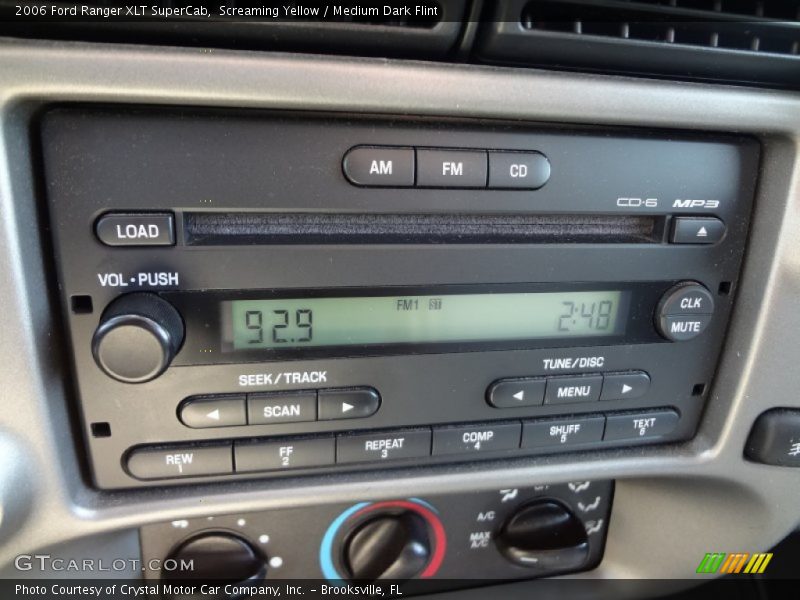 2006 Ford Ranger XLT SuperCab,  Screaming Yellow / Medium Dark Flint
AM FM CD
CD-6 MP3
LOAD
VOL • PUSH
FM1 ST
92.9 2:48
CLK
MUTE
SEEK/TRACK
TUNE/DISC
SCAN
MENU
REW FF REPEAT COMP SHUFF TEXT
1 2 3 4 5 6
A/C
MAX
A/C
GTCARLOT.COM
Photo Courtesy of Crystal Motor Car Company, Inc. – Brooksville, FL